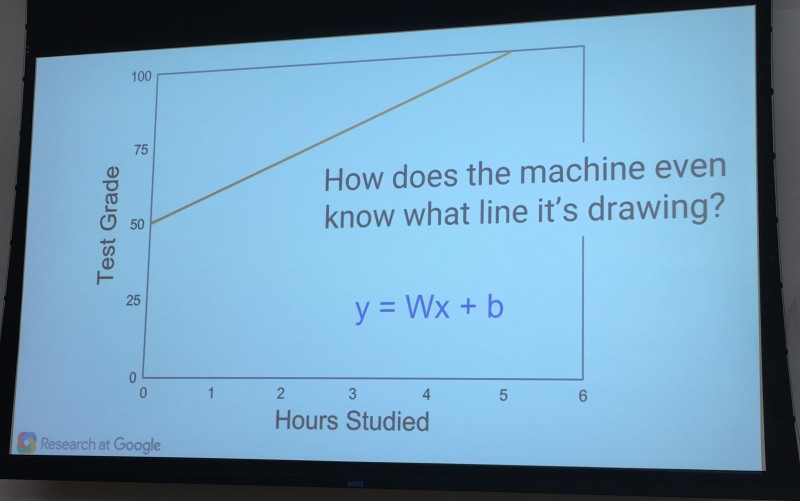 100
75
50
25
0
Test Grade
How does the machine even
know what line it's drawing?
y = Wx + b
0 1 2 3 4 5 6
Hours Studied
Research at Google